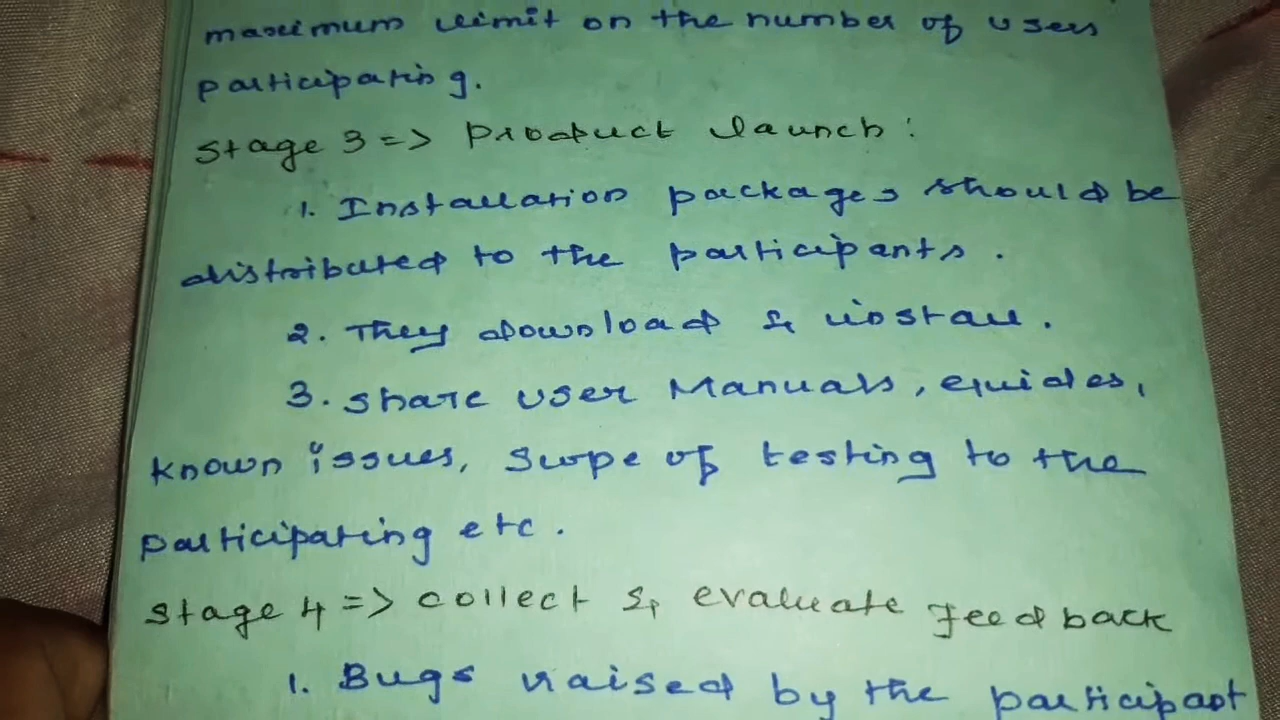 maximum limit on the number of users
participating.
Stage 3 => Product launch :
1. Installation packages should be
distributed to the participants .
2. They download & install .
3. share user Manuals, guides,
known issues, scope of testing to the
participating etc .
Stage 4 => collect & evaluate feedback
1. Bugs raised by the participant